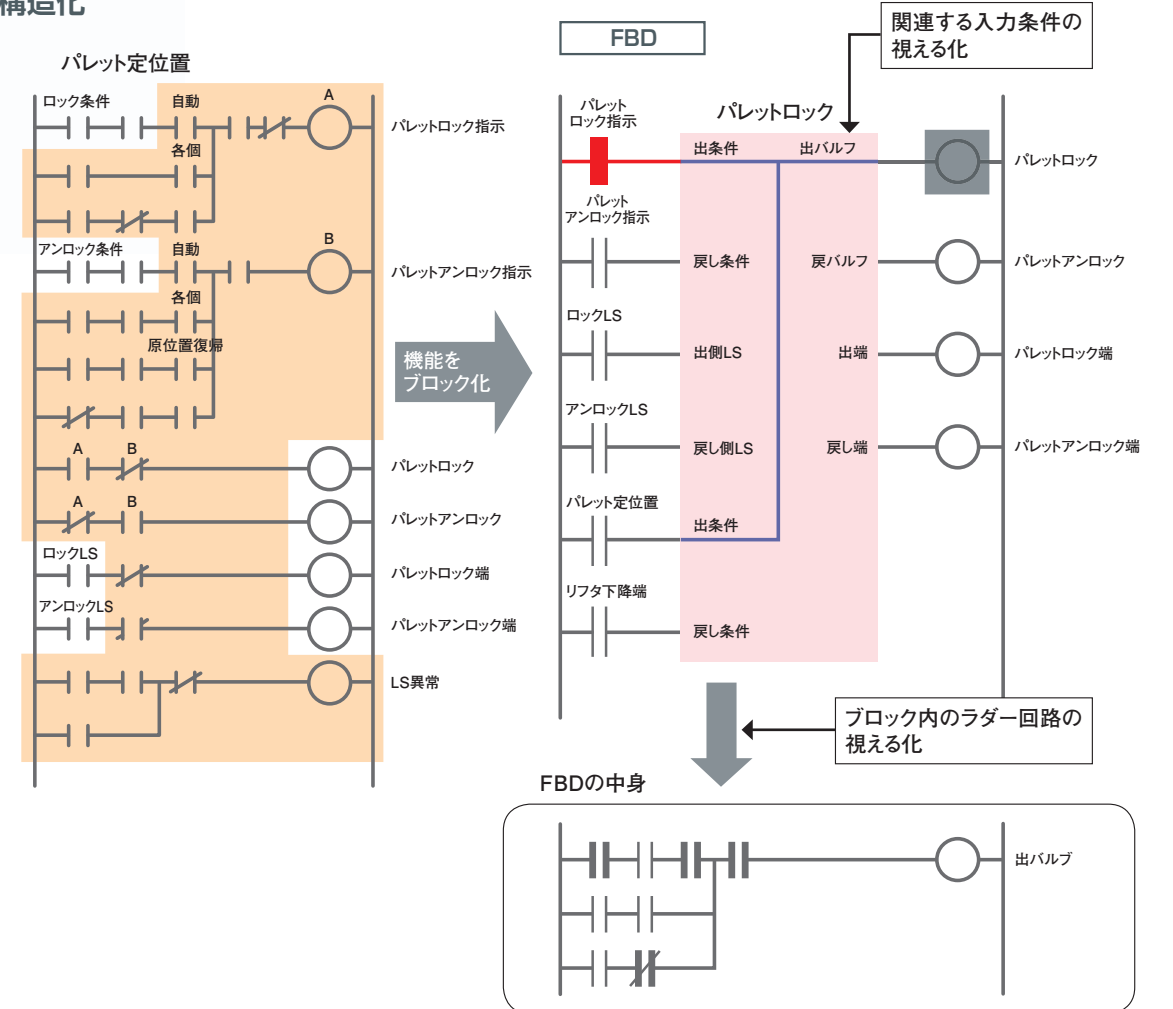 構造化
パレット定位置
ロック条件
自動
A
パレットロック指示
各個
アンロック条件
自動
B
パレットアンロック指示
各個
原位置復帰
A
B
パレットロック
A
B
パレットアンロック
ロックLS
パレットロック端
アンロックLS
パレットアンロック端
LS異常
機能を
ブロック化
FBD
関連する入力条件の
視える化
パレット
ロック指示
パレットロック
出条件
出バルフ
パレットロック
パレット
アンロック指示
戻し条件
戻バルフ
パレットアンロック
ロックLS
出側LS
出端
パレットロック端
アンロックLS
戻し側LS
戻し端
パレットアンロック端
パレット定位置
出条件
リフタ下降端
戻し条件
ブロック内のラダー回路の
視える化
FBDの中身
出バルブ